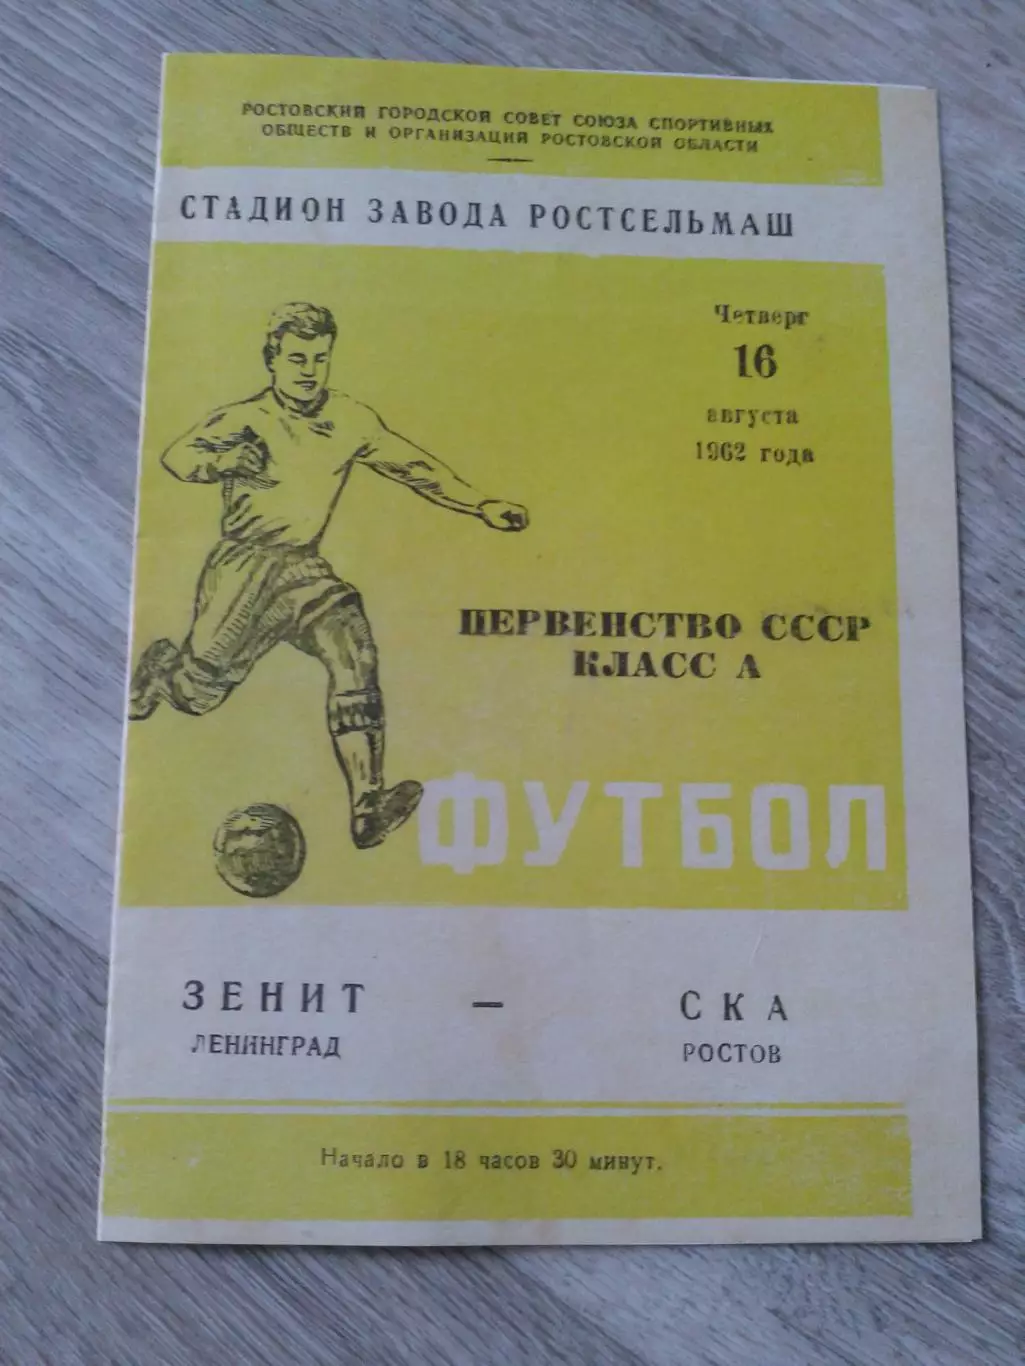 РОСТОВСКИЙ ГОРОДСКОЙ СОВЕТ СОЮЗА СПОРТИВНЫХ
ОБЩЕСТВ И ОРГАНИЗАЦИЙ РОСТОВСКОЙ ОБЛАСТИ
СТАДИОН ЗАВОДА РОСТСЕЛЬМАШ
Четверг
16
августа
1962 года
ПЕРВЕНСТВО СССР
КЛАСС А
ФУТБОЛ
ЗЕНИТ — СКА
ЛЕНИНГРАД РОСТОВ
Начало в 18 часов 30 минут.